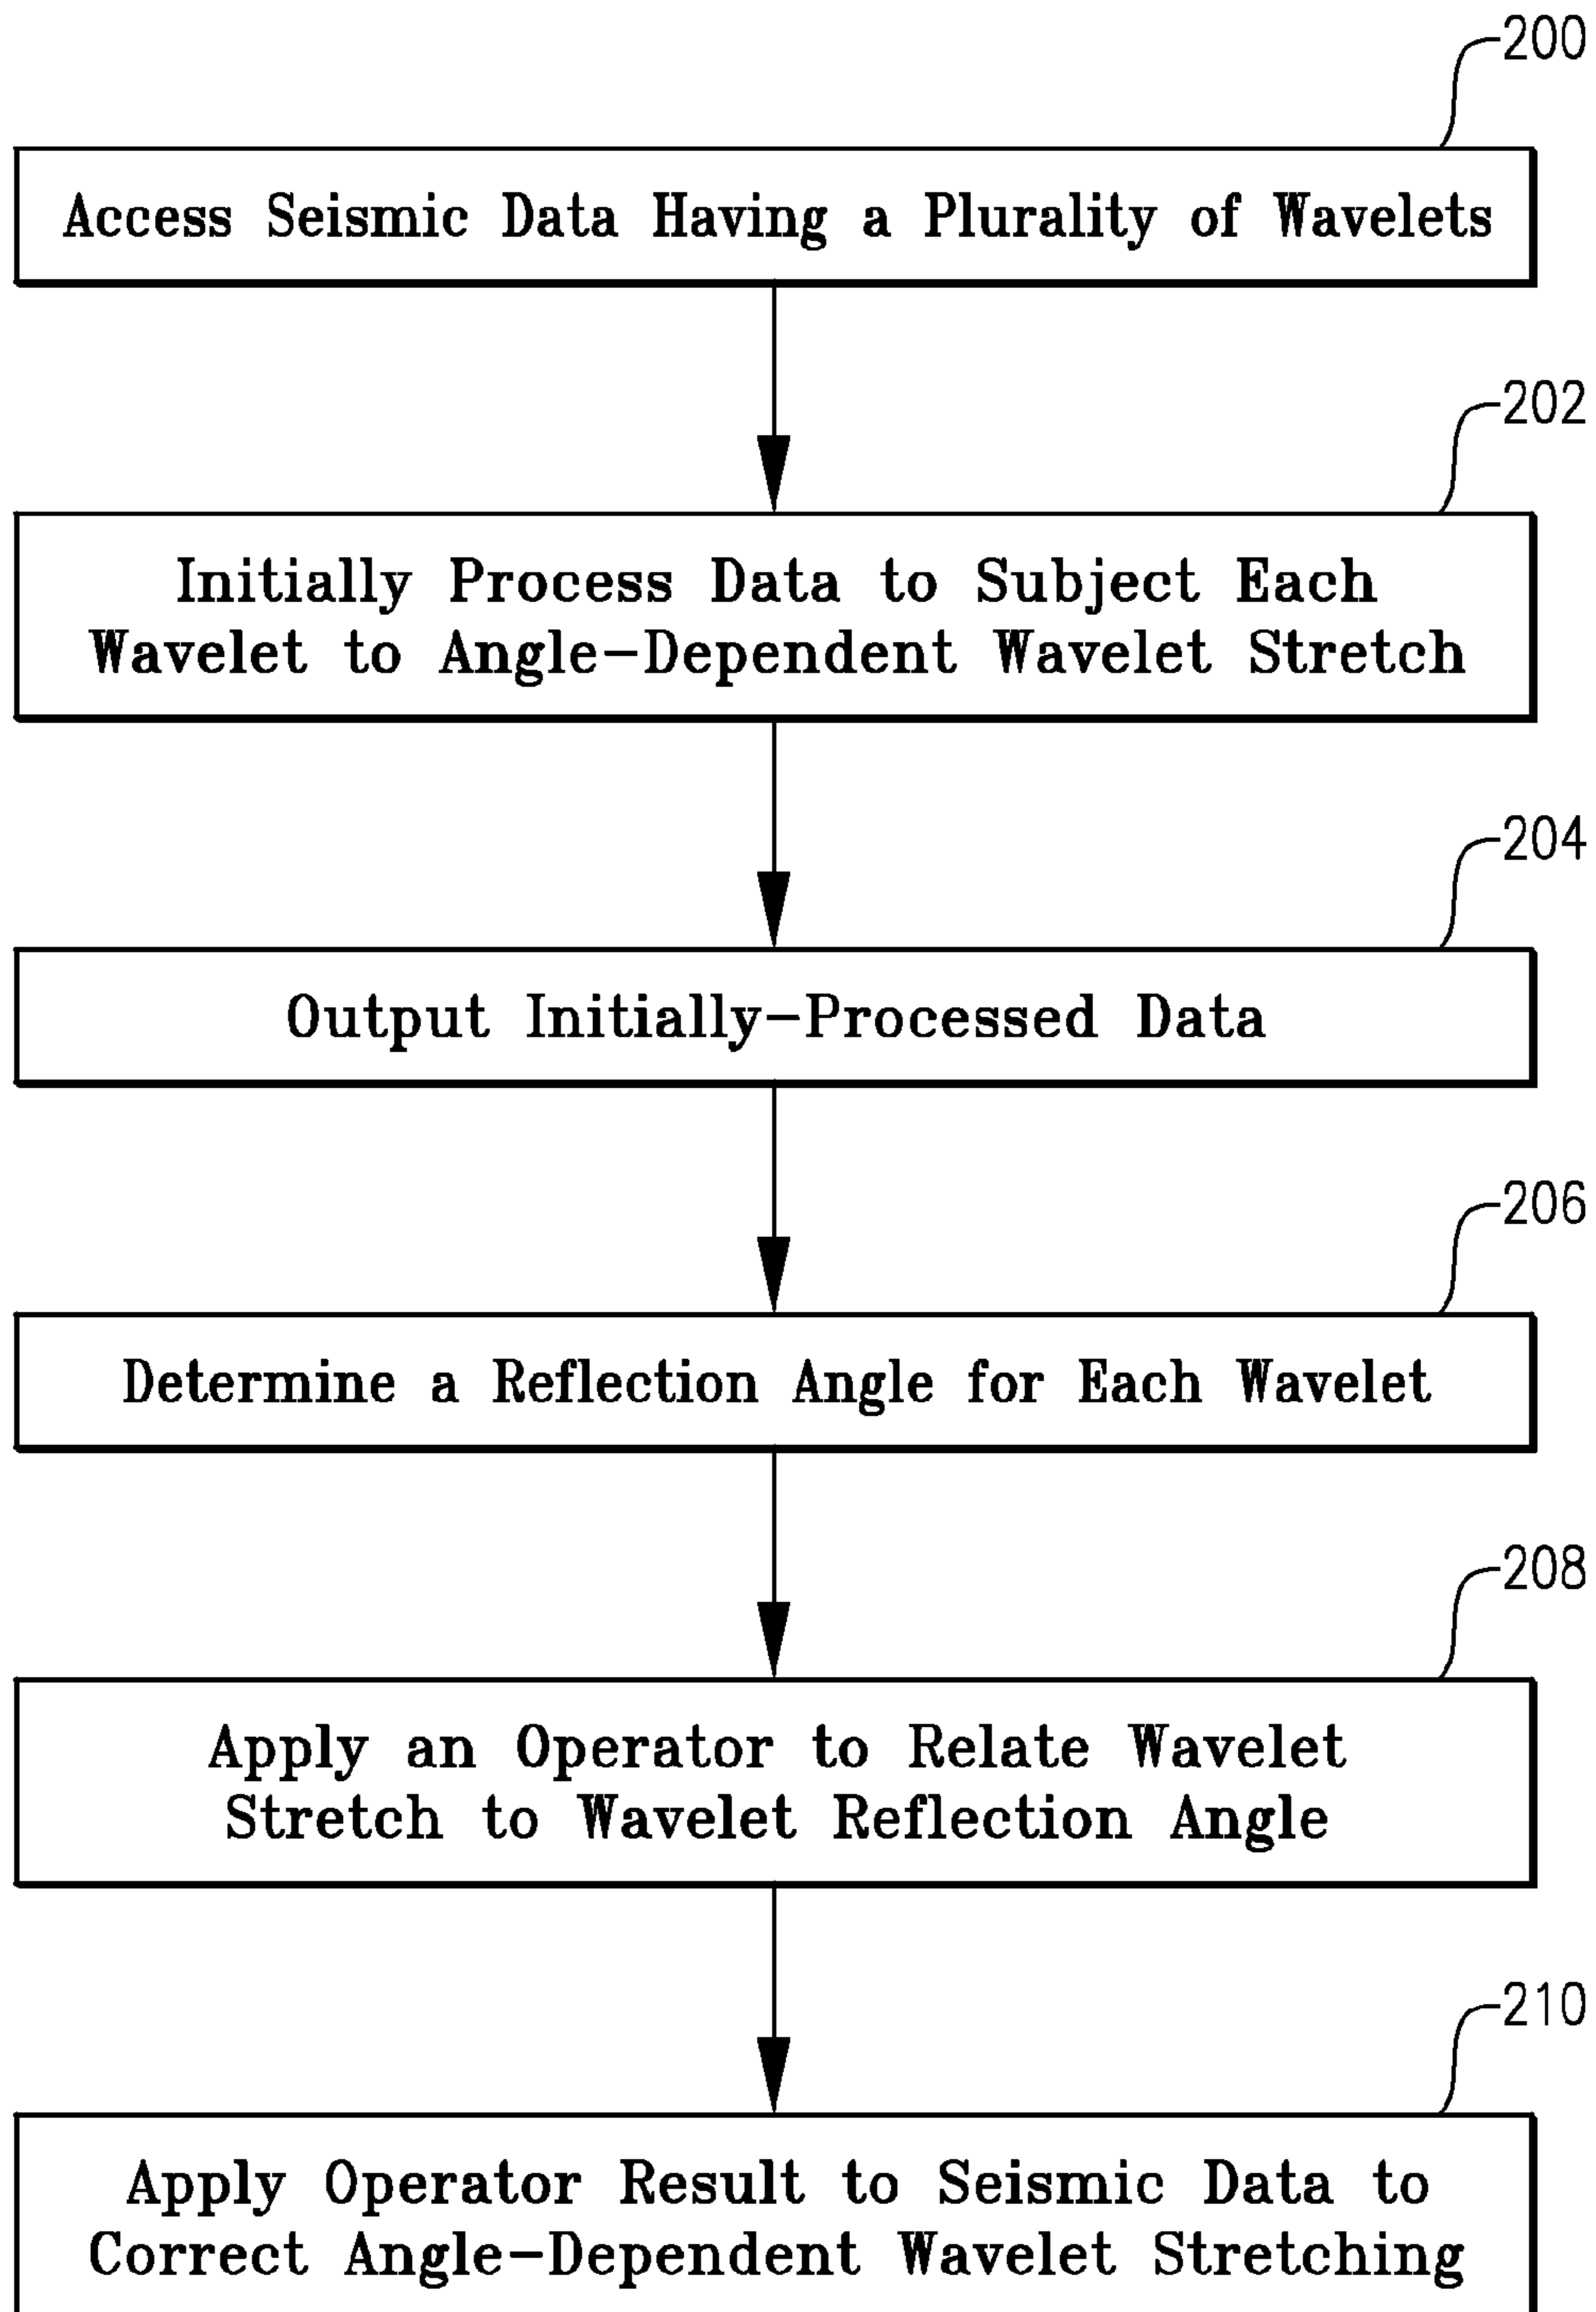 200
Access Seismic Data Having a Plurality of Wavelets
202
Initially Process Data to Subject Each
Wavelet to Angle-Dependent Wavelet Stretch
204
Output Initially-Processed Data
206
Determine a Reflection Angle for Each Wavelet
208
Apply an Operator to Relate Wavelet
Stretch to Wavelet Reflection Angle
210
Apply Operator Result to Seismic Data to
Correct Angle-Dependent Wavelet Stretching